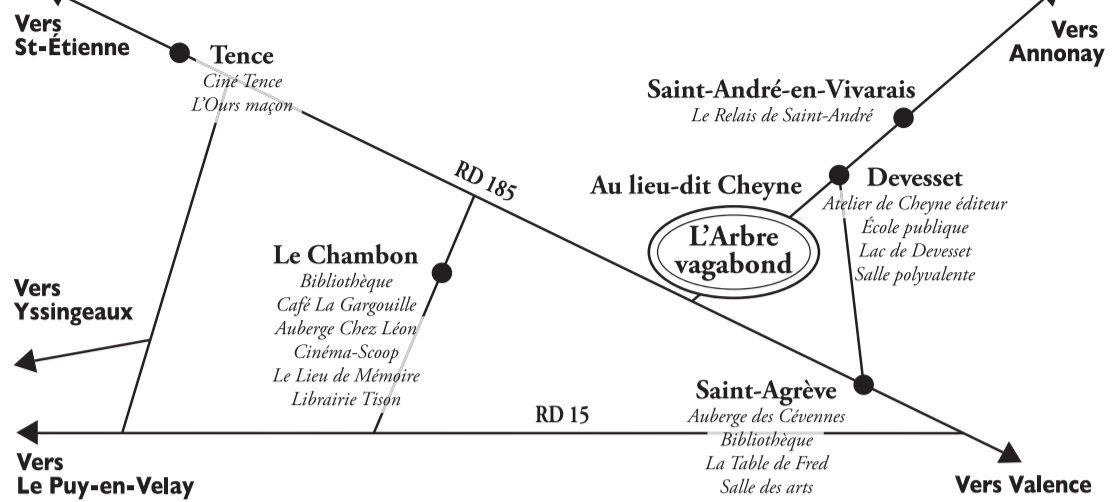 Vers
St-Étienne
Tence
Ciné Tence
L'Ours maçon
Vers
Annonay
Saint-André-en-Vivarais
Le Relais de Saint-André
RD 185
Au lieu-dit Cheyne
L'Arbre
vagabond
Devesset
Atelier de Cheyne éditeur
École publique
Lac de Devesset
Salle polyvalente
Le Chambon
Bibliothèque
Café La Gargouille
Auberge Chez Léon
Cinéma-Scoop
Le Lieu de Mémoire
Librairie Tison
Vers
Yssingeaux
Saint-Agrève
Auberge des Cévennes
Bibliothèque
La Table de Fred
Salle des arts
RD 15
Vers
Le Puy-en-Velay
Vers Valence